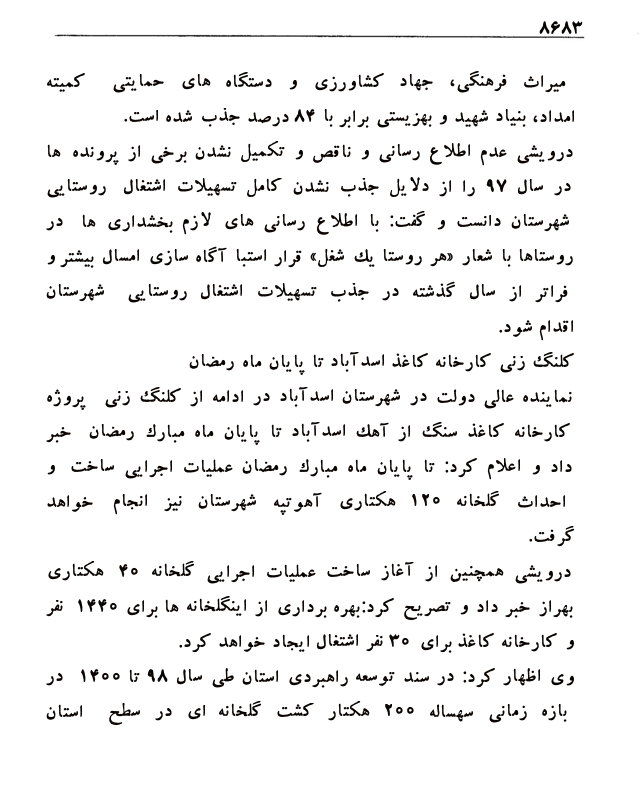 ۸۶۸۳
میراث فرهنگی، جهاد کشاورزی و دستگاه های حمایتی کمیته
امداد، بنیاد شهید و بهزیستی برابر با ۸۴ درصد جذب شده است.
درویشی عدم اطلاع رسانی و ناقص و تکمیل نشدن برخی از پرونده ها
در سال ۹۷ را از دلایل جذب نشدن کامل تسهیلات اشتغال روستایی
شهرستان دانست و گفت: با اطلاع رسانی های لازم بخشداری ها در
روستاها با شعار «هر روستا یک شغل» قرار استبا آگاه سازی امسال بیشتر و
فراتر از سال گذشته در جذب تسهیلات اشتغال روستایی شهرستان
اقدام شود.
کلنگ زنی کارخانه کاغذ اسدآباد تا پایان ماه رمضان
نماینده عالی دولت در شهرستان اسدآباد در ادامه از کلنگ زنی پروژه
کارخانه کاغذ سنگ از آهک اسدآباد تا پایان ماه مبارک رمضان خبر
داد و اعلام کرد: تا پایان ماه مبارک رمضان عملیات اجرایی ساخت و
احداث گلخانه ۱۲۰ هکتاری آهوتپه شهرستان نیز انجام خواهد
گرفت.
درویشی همچنین از آغاز ساخت عملیات اجرایی گلخانه ۴۰ هکتاری
بهراز خبر داد و تصریح کرد:بهره برداری از اینگلخانه ها برای ۱۴۴۰ نفر
و کارخانه کاغذ برای ۳۰ نفر اشتغال ایجاد خواهد کرد.
وی اظهار کرد: در سند توسعه راهبردی استان طی سال ۹۸ تا ۱۴۰۰ در
بازه زمانی سهساله ۲۰۰ هکتار کشت گلخانه ای در سطح استان